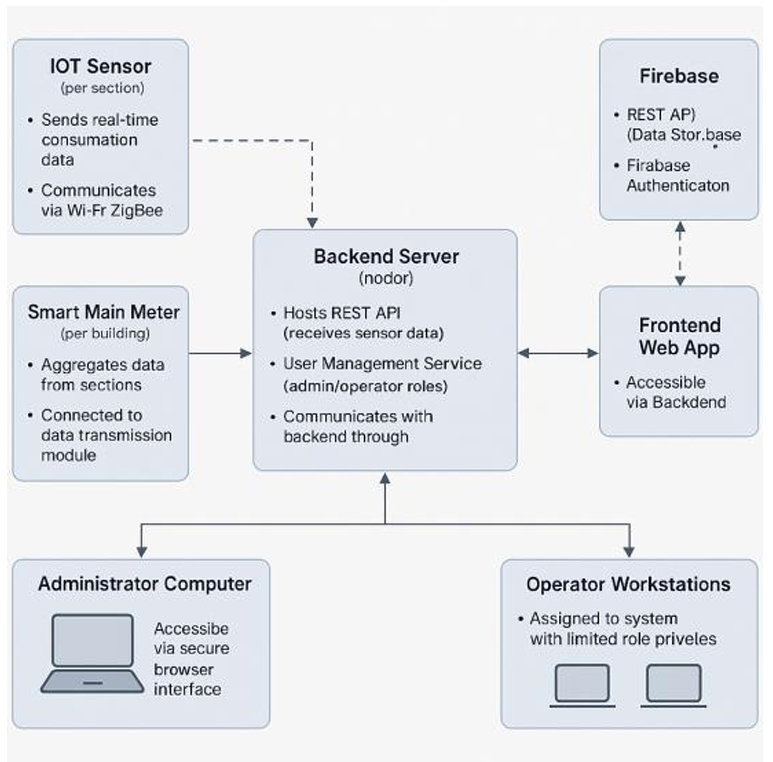 IOT Sensor
(per section)
• Sends real-time
consumation
data
• Communicates
via Wi-Fr ZigBee
Firebase
• REST AP)
(Data Stor.base
• Firabase
Authenticaton
Backend Server
(nodor)
• Hosts REST API
(receives sensor data)
• User Management Service
(admin/operator roles)
• Communicates with
backend through
Smart Main Meter
(per building)
• Aggregates data
from sections
• Connected to
data transmission
module
Frontend
Web App
• Accessible
via Backdend
Administrator Computer
Accessibe
via secure
browser
interface
Operator Workstations
• Assigned to system
with limited role priveles